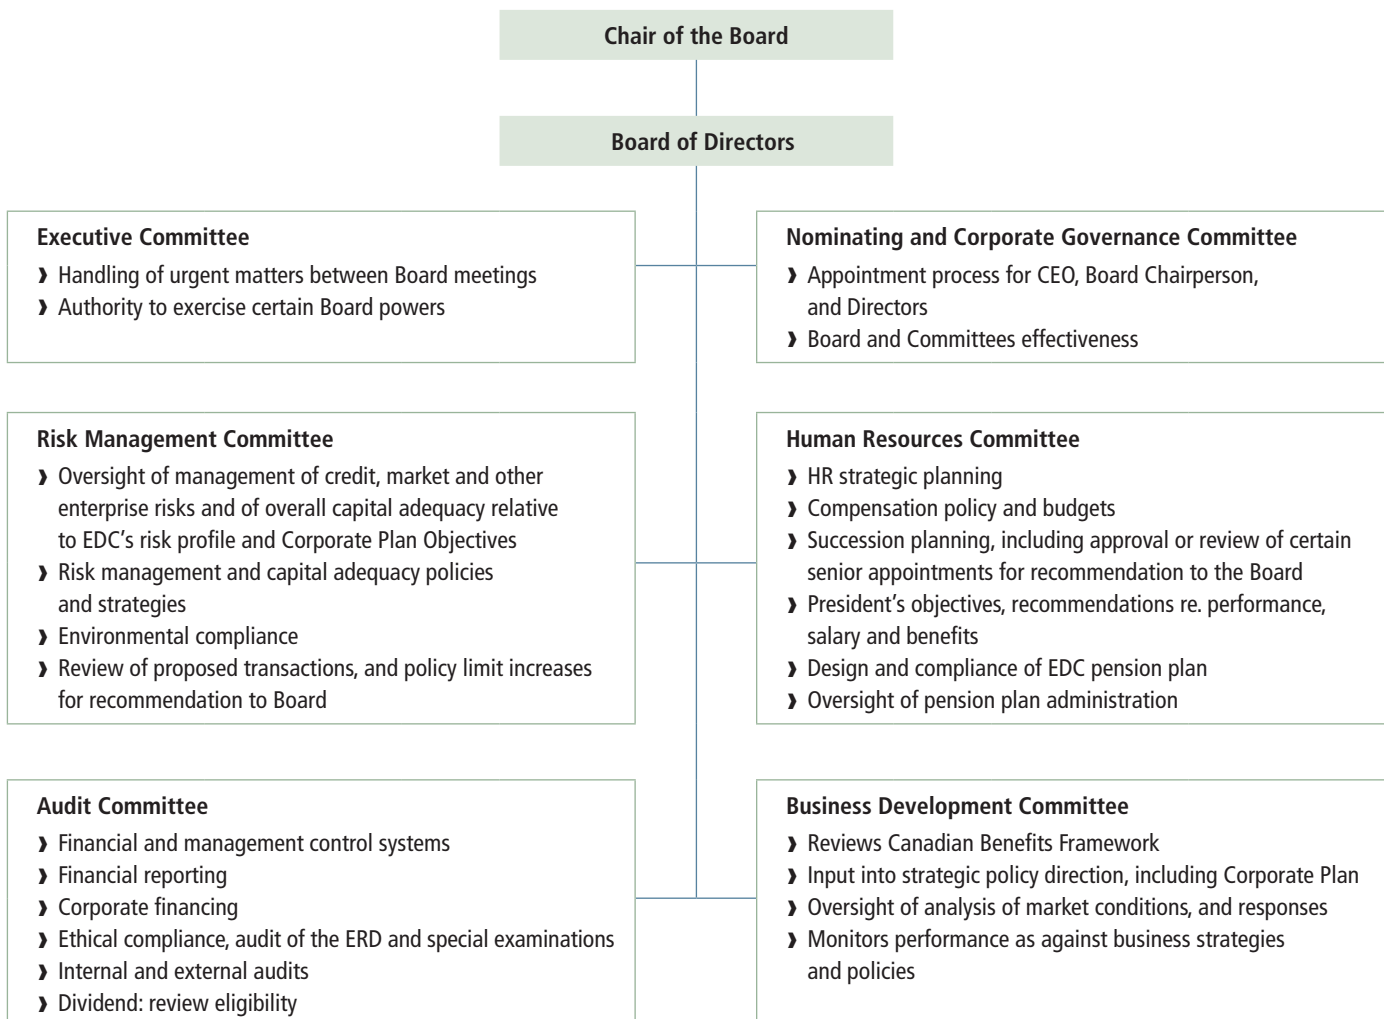 Chair of the Board
Board of Directors
Executive Committee
❱ Handling of urgent matters between Board meetings
❱ Authority to exercise certain Board powers
Nominating and Corporate Governance Committee
❱ Appointment process for CEO, Board Chairperson,
and Directors
❱ Board and Committees effectiveness
Risk Management Committee
❱ Oversight of management of credit, market and other
enterprise risks and of overall capital adequacy relative
to EDC’s risk profile and Corporate Plan Objectives
❱ Risk management and capital adequacy policies
and strategies
❱ Environmental compliance
❱ Review of proposed transactions, and policy limit increases
for recommendation to Board
Human Resources Committee
❱ HR strategic planning
❱ Compensation policy and budgets
❱ Succession planning, including approval or review of certain
senior appointments for recommendation to the Board
❱ President’s objectives, recommendations re. performance,
salary and benefits
❱ Design and compliance of EDC pension plan
❱ Oversight of pension plan administration
Audit Committee
❱ Financial and management control systems
❱ Financial reporting
❱ Corporate financing
❱ Ethical compliance, audit of the ERD and special examinations
❱ Internal and external audits
❱ Dividend: review eligibility
Business Development Committee
❱ Reviews Canadian Benefits Framework
❱ Input into strategic policy direction, including Corporate Plan
❱ Oversight of analysis of market conditions, and responses
❱ Monitors performance as against business strategies
and policies